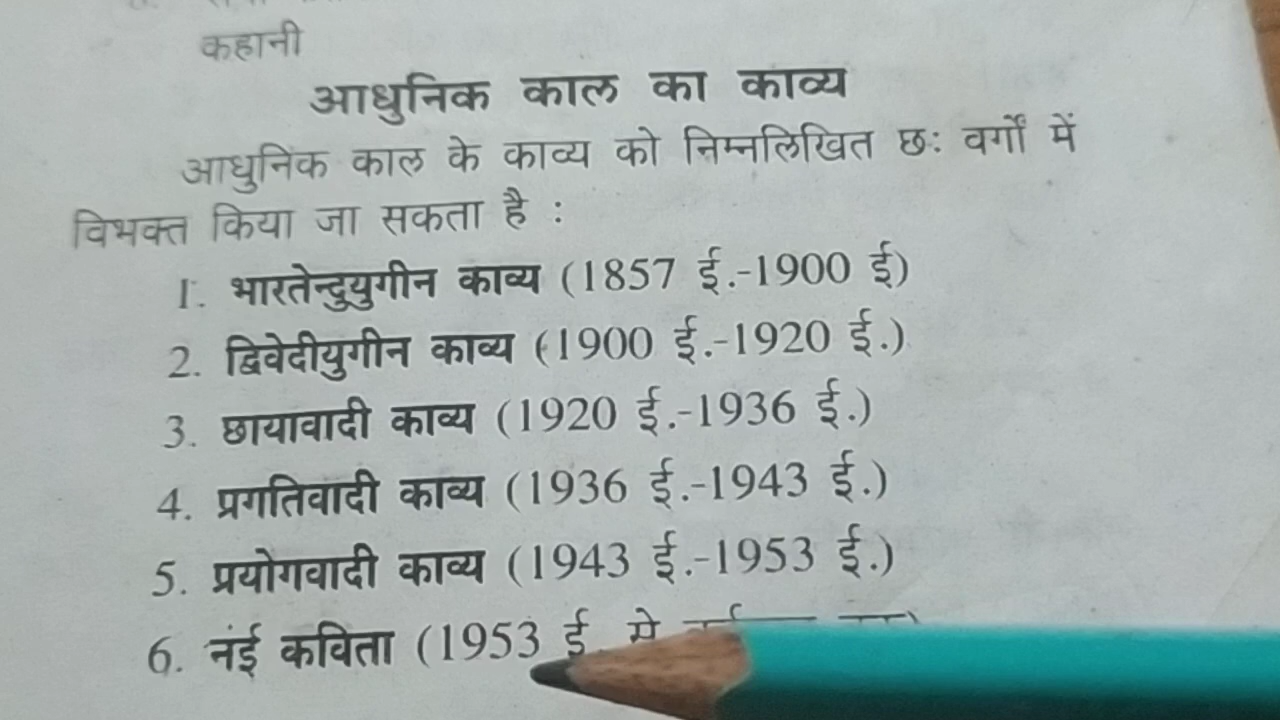 कहानी
आधुनिक काल का काव्य
आधुनिक काल के काव्य को निम्नलिखित छः वर्गों में
विभक्त किया जा सकता है :
1. भारतेन्दुयुगीन काव्य (1857 ई.-1900 ई)
2. द्विवेदीयुगीन काव्य (1900 ई.-1920 ई.)
3. छायावादी काव्य (1920 ई.-1936 ई.)
4. प्रगतिवादी काव्य (1936 ई.-1943 ई.)
5. प्रयोगवादी काव्य (1943 ई.-1953 ई.)
6. नई कविता (1953 ई. से